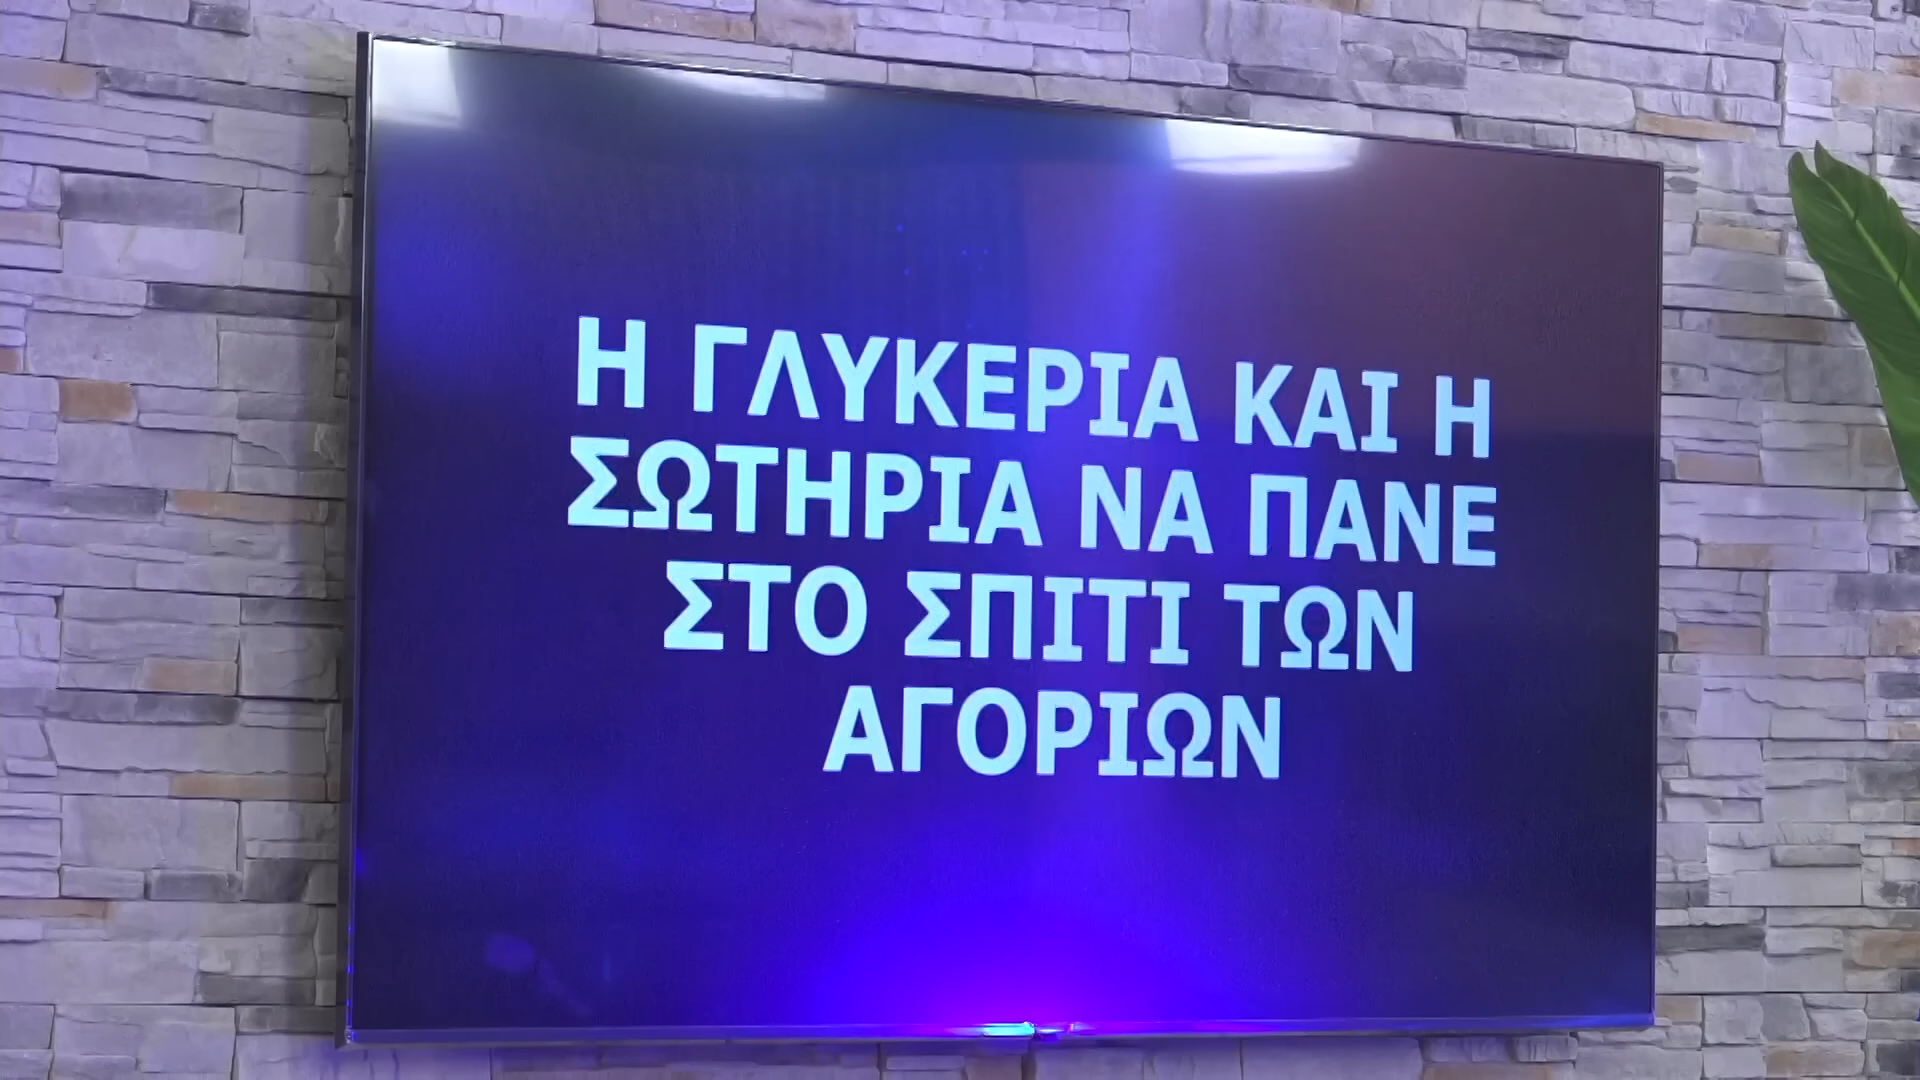 Η ΓΛΥΚΕΡΙΑ ΚΑΙ Η
ΣΩΤΗΡΙΑ ΝΑ ΠΑΝΕ
ΣΤΟ ΣΠΙΤΙ ΤΩΝ
ΑΓΟΡΙΩΝ